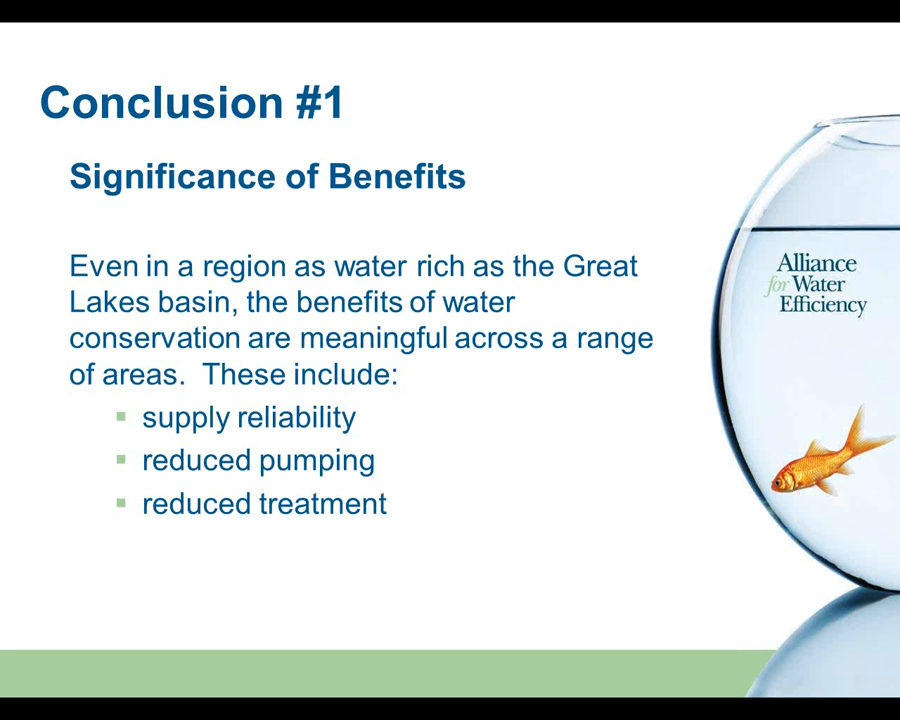 Conclusion #1
Significance of Benefits
Even in a region as water rich as the Great
Lakes basin, the benefits of water
conservation are meaningful across a range
of areas.  These include:
supply reliability
reduced pumping
reduced treatment
Alliance
for Water
Efficiency